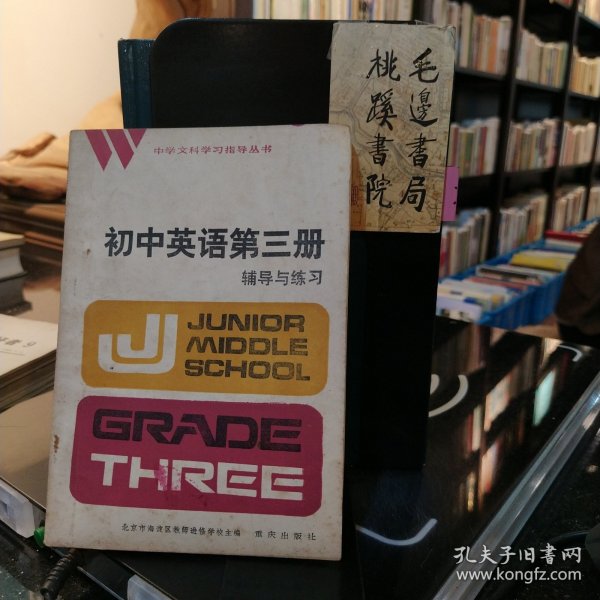 毛邊書局
桃蹊書院
W
中学文科学习指导丛书
初中英语第三册
辅导与练习
JUNIOR
MIDDLE
SCHOOL
GRADE
THREE
北京市海淀区教师进修学校主编 重庆出版社
孔夫子旧书网
www.kongfz.com